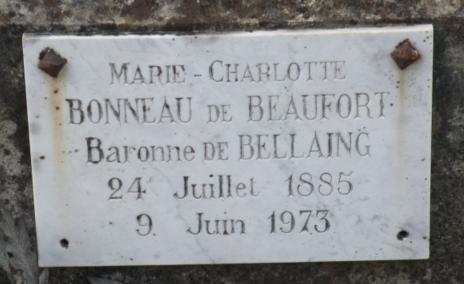 MARIE - CHARLOTTE
BONNEAU DE BEAUFORT
Baronne DE BELLAING
24 Juillet 1885
9 Juin 1973